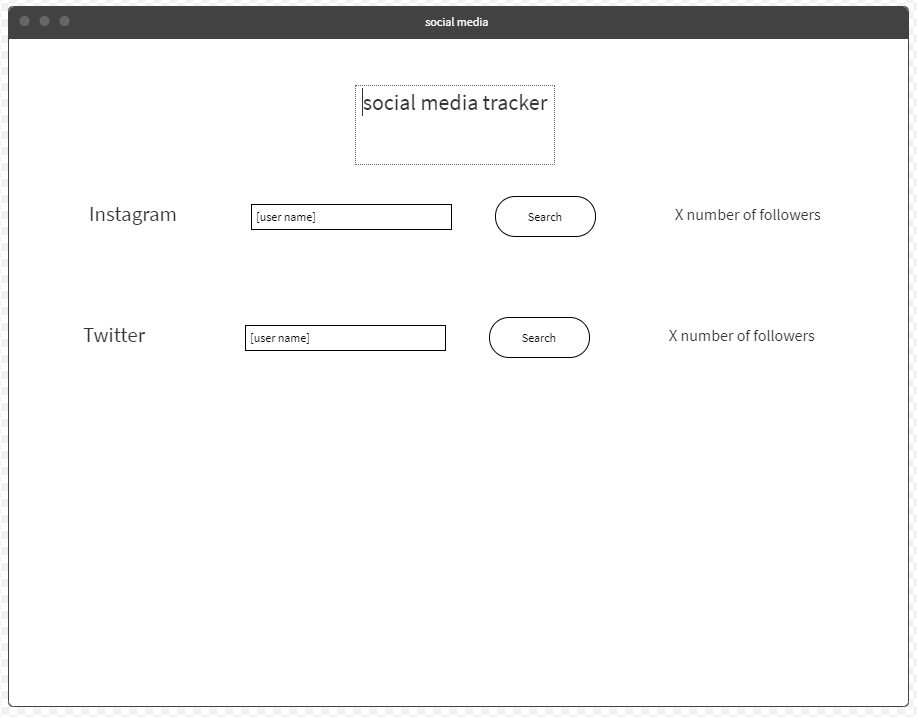 social media
social media tracker
Instagram [user name] Search X number of followers
Twitter [user name] Search X number of followers